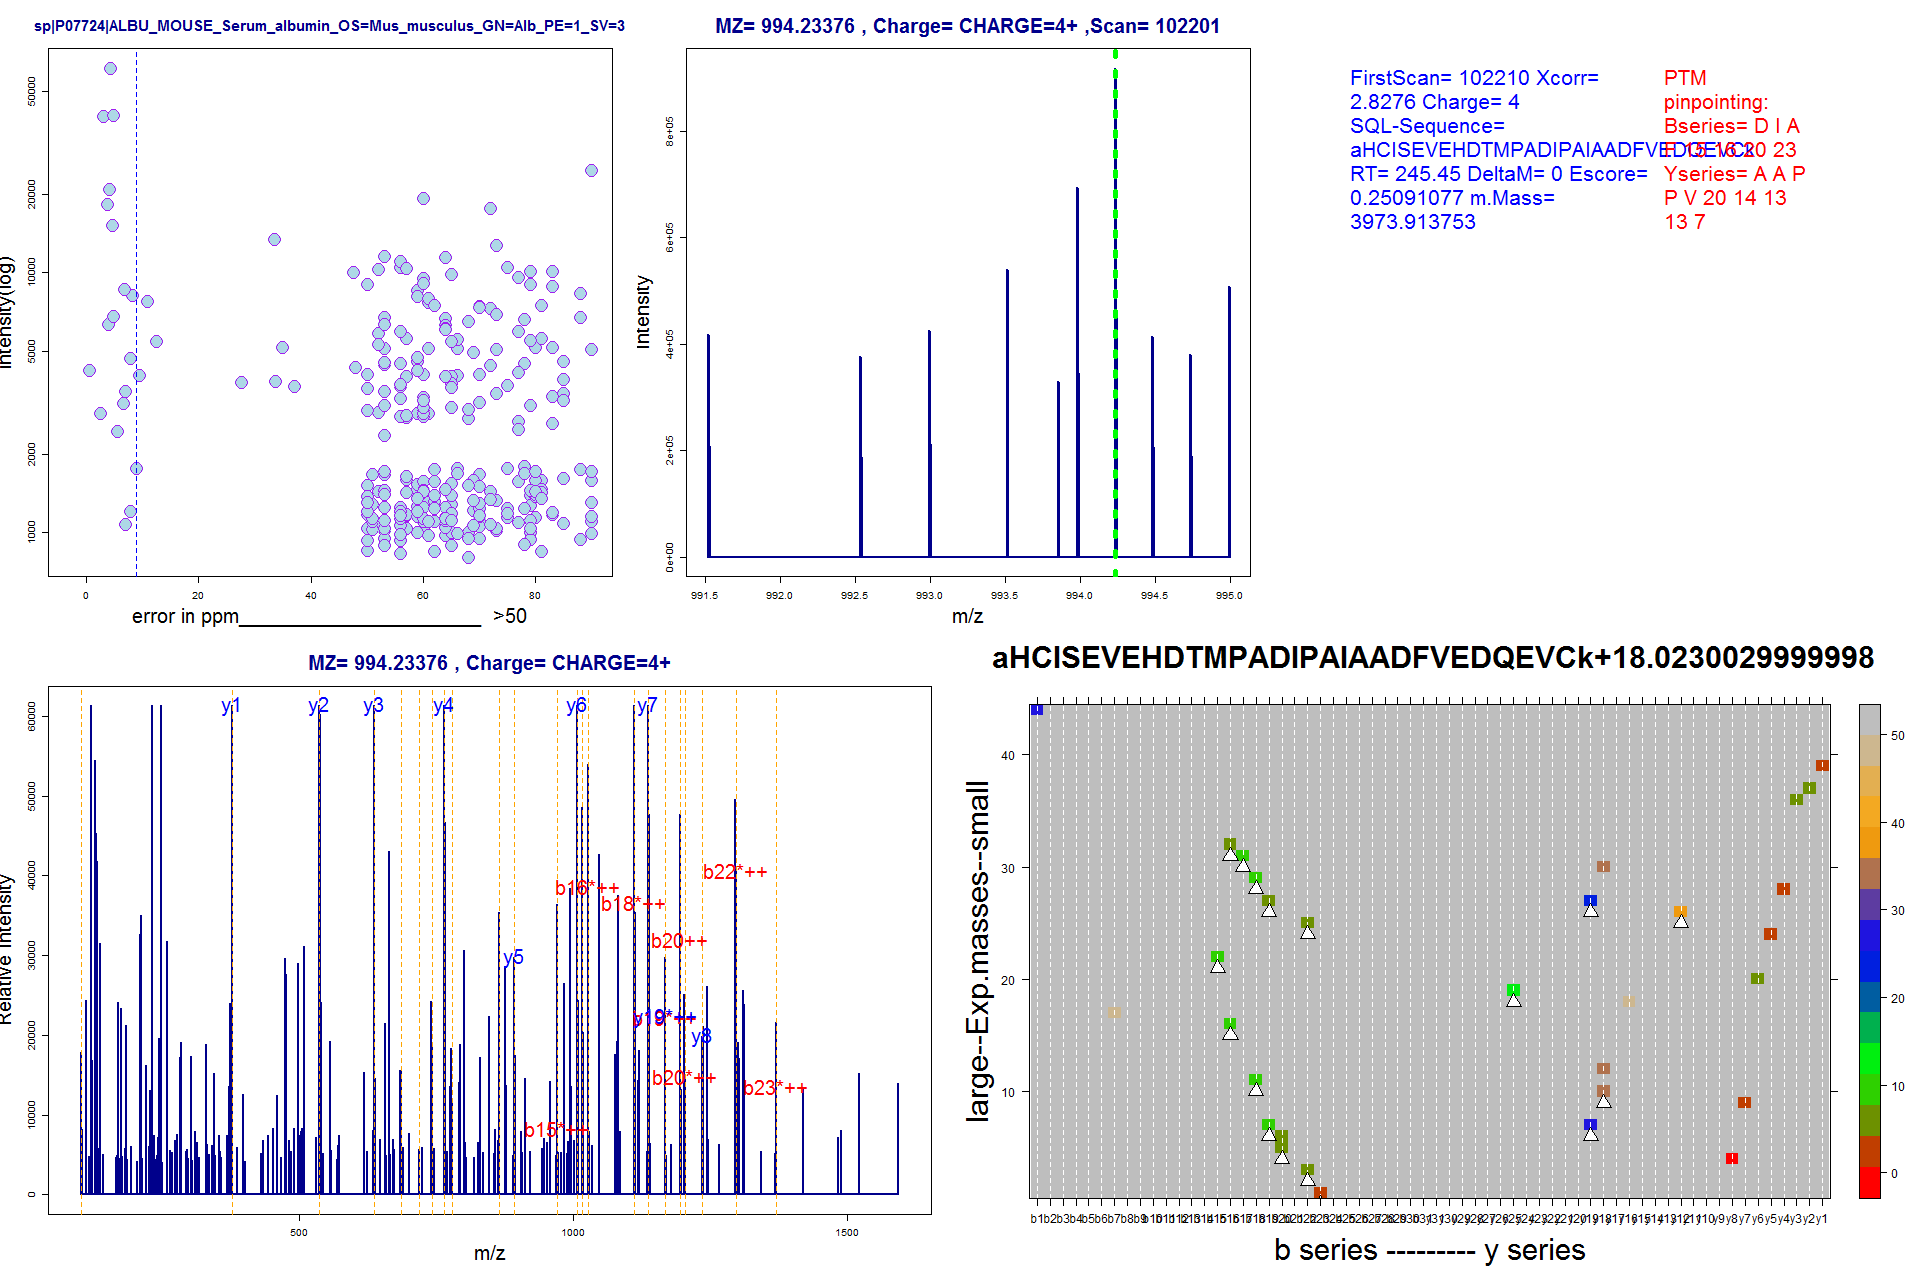 sp|P07724|ALBU_MOUSE_Serum_albumin_OS=Mus_musculus_GN=Alb_PE=1_SV=3
Intensity(log)
50000
20000
10000
5000
2000
1000
0 20 40 60 80
error in ppm______________________ >50
MZ= 994.23376 , Charge= CHARGE=4+ ,Scan= 102201
Intensity
8e+05
6e+05
4e+05
2e+05
0e+00
991.5 992.0 992.5 993.0 993.5 994.0 994.5 995.0
m/z
FirstScan= 102210 Xcorr=
2.8276 Charge= 4
SQL-Sequence=
aHCISEVEHDTMPADIPAIAADFVEDQEVCk
RT= 245.45 DeltaM= 0 Escore=
0.25091077 m.Mass=
3973.913753
PTM
pinpointing:
Bseries= D I A
15 16 20 23
Yseries= A A P
P V 20 14 13
13 7
MZ= 994.23376 , Charge= CHARGE=4+
Relative Intensity
60000
50000
40000
30000
20000
10000
0
y1 y2 y3 y4 y6 y7
b22*++
b16*++
b18*++
b20++
y5
y8
b20*++
b23*++
b15*++
500 1000 1500
m/z
aHCISEVEHDTMPADIPAIAADFVEDQEVCk+18.0230029999998
large--Exp.masses--small
40
30
20
10
50
40
30
20
10
0
b series --------- y series